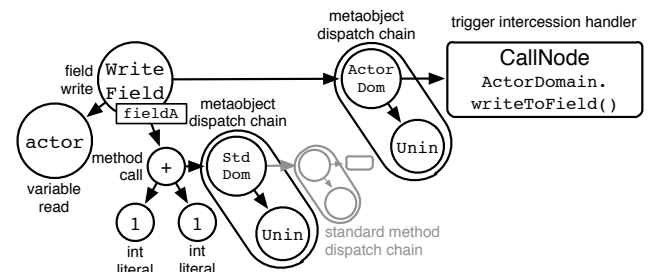 metaobject
dispatch chain
trigger intercession handler
field
write
Write
Field
fieldA
Actor
Dom
CallNode
ActorDomain.
writeToField()
metaobject
dispatch chain
actor
variable
read
method
call
+
Std
Dom
Unin
Unin
1
1
int
literal
int
literal
standard method
dispatch chain